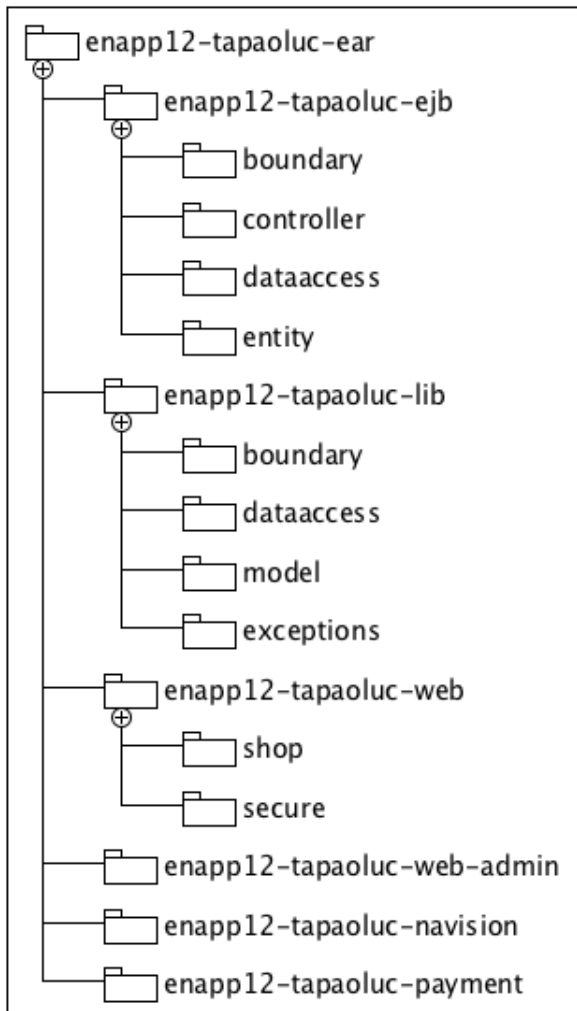 enapp12-tapaoluc-ear
enapp12-tapaoluc-ejb
boundary
controller
dataaccess
entity
enapp12-tapaoluc-lib
boundary
dataaccess
model
exceptions
enapp12-tapaoluc-web
shop
secure
enapp12-tapaoluc-web-admin
enapp12-tapaoluc-navision
enapp12-tapaoluc-payment